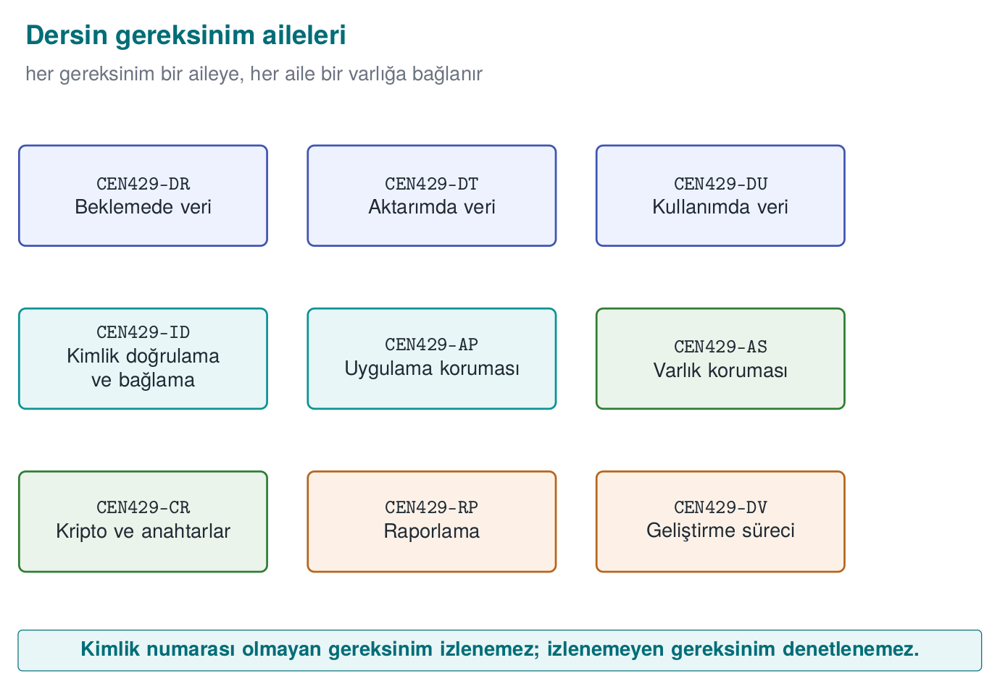 Dersin gereksinim aileleri
her gereksinim bir aileye, her aile bir varlığa bağlanır
CEN429-DR
Beklemede veri
CEN429-DT
Aktarımda veri
CEN429-DU
Kullanımda veri
CEN429-ID
Kimlik doğrulama
ve bağlama
CEN429-AP
Uygulama koruması
CEN429-AS
Varlık koruması
CEN429-CR
Kripto ve anahtarlar
CEN429-RP
Raporlama
CEN429-DV
Geliştirme süreci
Kimlik numarası olmayan gereksinim izlenemez; izlenemeyen gereksinim denetlenemez.